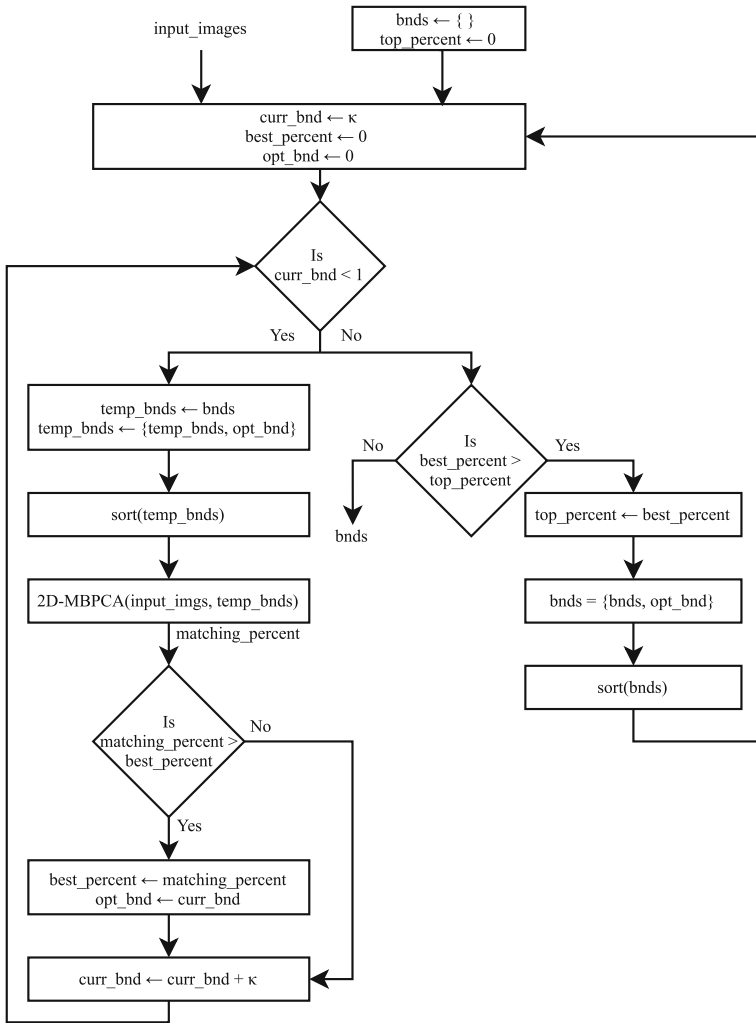 input_images
bnds ← { }
top_percent ← 0
curr_bnd ← κ
best_percent ← 0
opt_bnd ← 0
Is
curr_bnd < 1
Yes
No
temp_bnds ← bnds
temp_bnds ← {temp_bnds, opt_bnd}
sort(temp_bnds)
2D-MBPCA(input_imgs, temp_bnds)
matching_percent
Is
matching_percent >
best_percent
No
Yes
best_percent ← matching_percent
opt_bnd ← curr_bnd
curr_bnd ← curr_bnd + κ
Is
best_percent >
top_percent
No
bnds
Yes
top_percent ← best_percent
bnds = {bnds, opt_bnd}
sort(bnds)